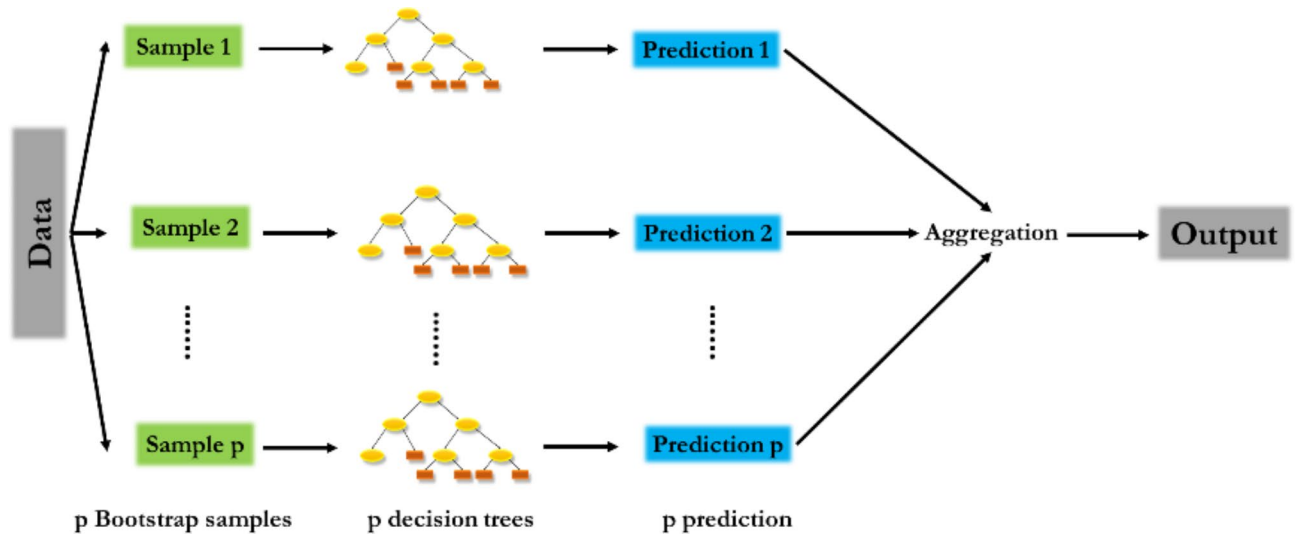 Data
Sample 1
Prediction 1
Sample 2
Prediction 2
Aggregation
Output
Sample p
Prediction p
p Bootstrap samples
p decision trees
p prediction